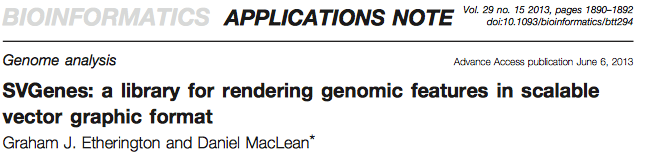 BIOINFORMATICS APPLICATIONS NOTE Vol. 29 no. 15 2013, pages 1890–1892
doi:10.1093/bioinformatics/btt294
Genome analysis Advance Access publication June 6, 2013
SVGenes: a library for rendering genomic features in scalable
vector graphic format
Graham J. Etherington and Daniel MacLean*